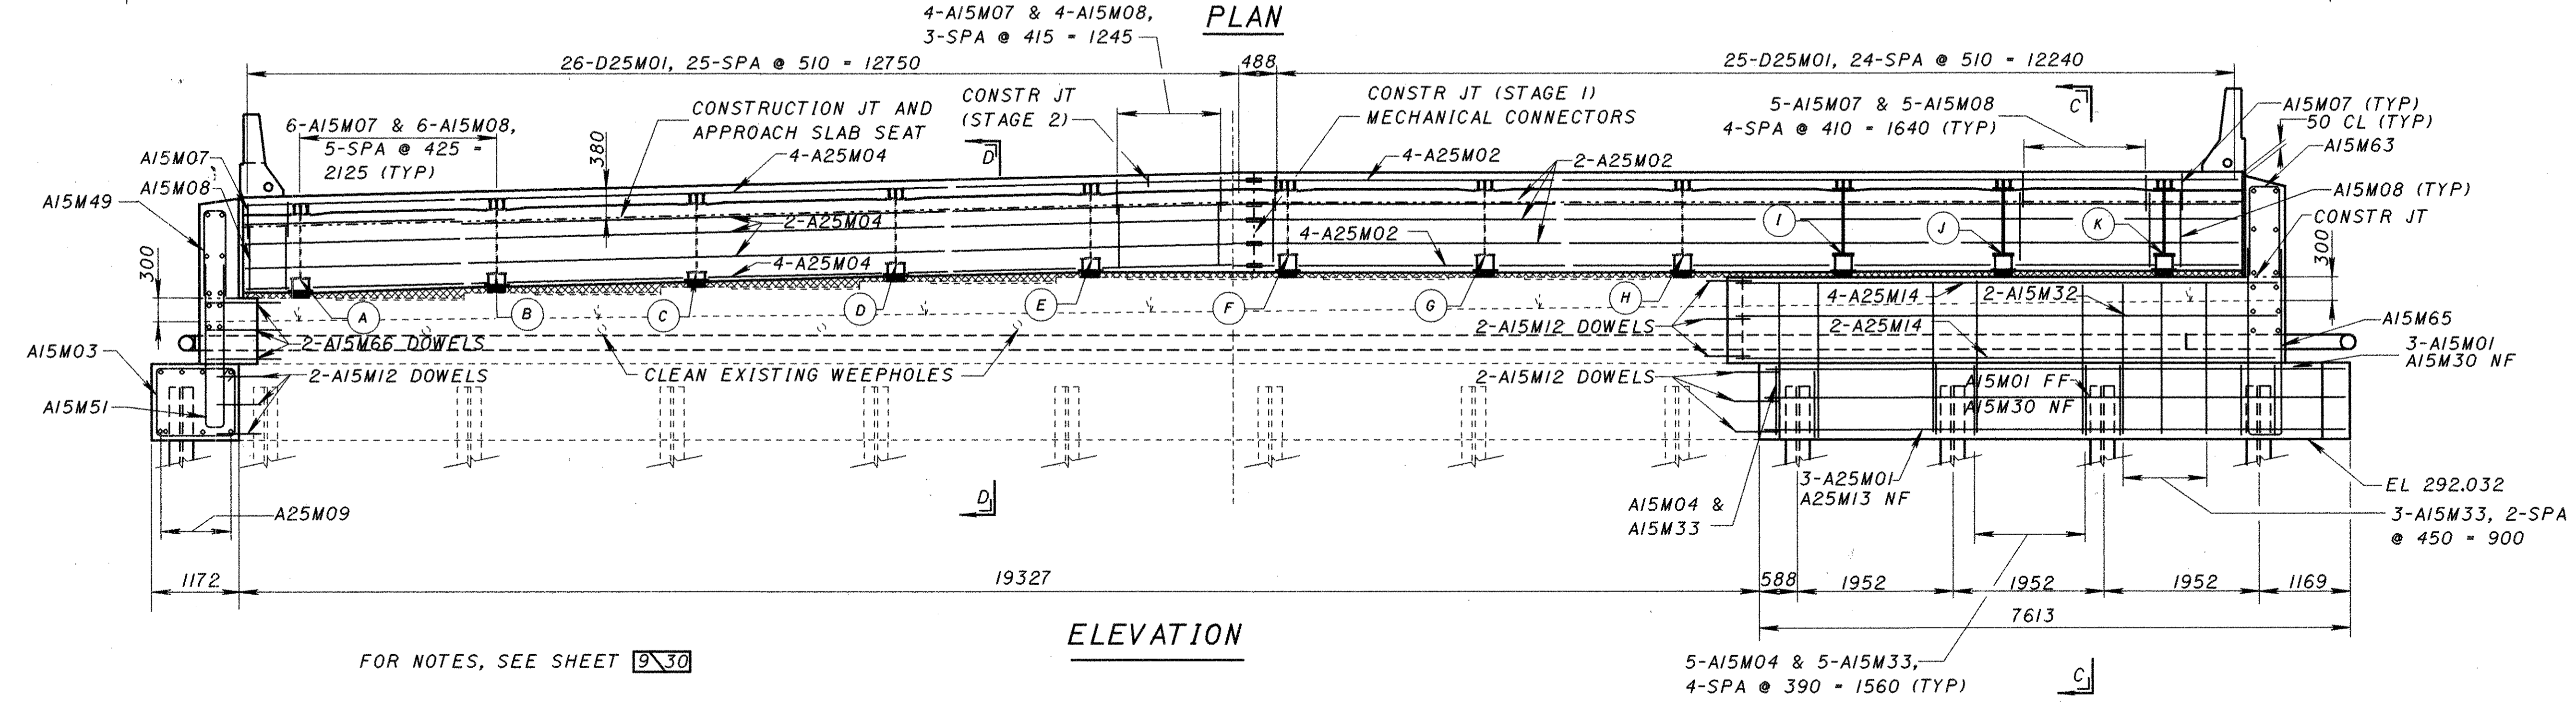 4-A15M07 & 4-A15M08,
3-SPA @ 415 = 1245
PLAN
26-D25M01, 25-SPA @ 510 = 12750
488
25-D25M01, 24-SPA @ 510 = 12240
6-A15M07 & 6-A15M08,
5-SPA @ 425 =
2125 (TYP)
380
CONSTRUCTION JT AND
APPROACH SLAB SEAT
CONSTR JT
(STAGE 2)
4-A25M04
D
CONSTR JT (STAGE 1)
MECHANICAL CONNECTORS
4-A25M02
2-A25M02
5-A15M07 & 5-A15M08
4-SPA @ 410 = 1640 (TYP)
C
A15M07 (TYP)
50 CL (TYP)
A15M63
A15M07
A15M08
A15M49
A15M08 (TYP)
CONSTR JT
2-A25M04
4-A25M02
4-A25M04
300
300
I
J
K
A
B
C
D
E
F
G
H
4-A25M14
2-A15M32
2-A15M12 DOWELS
2-A25M14
A15M65
3-A15M01
A15M30 NF
A15M03
2-A15M66 DOWELS
2-A15M12 DOWELS
CLEAN EXISTING WEEPHOLES
2-A15M12 DOWELS
A15M01 FF
A15M30 NF
A15M51
A25M09
D
3-A25M01
A25M13 NF
A15M04 &
A15M33
EL 292.032
3-A15M33, 2-SPA
@ 450 = 900
1172
19327
588
1952
1952
1952
1169
7613
ELEVATION
FOR NOTES, SEE SHEET 9\30
5-A15M04 & 5-A15M33,
4-SPA @ 390 = 1560 (TYP)
C